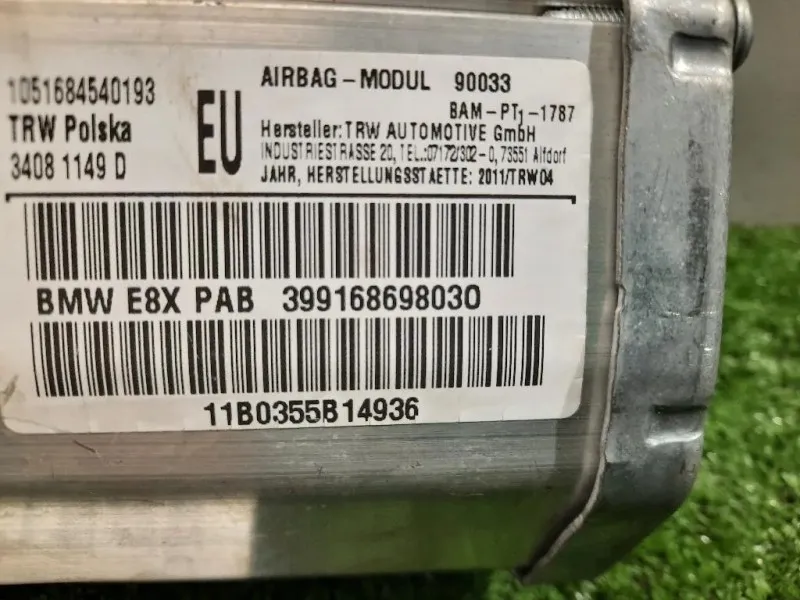 1051684540193
TRW Polska
3408 1149 D
EU
AIRBAG-MODUL 90033
BAM-PT1-1787
Hersteller: TRW AUTOMOTIVE GmbH
INDUSTRIESTRASSE 20, TEL.:07172/302-0, 73551 Alfdorf
JAHR, HERSTELLUNGSSTAETTE: 2011/TRW04
BMW E8X PAB 399168698030
11B0355B14936